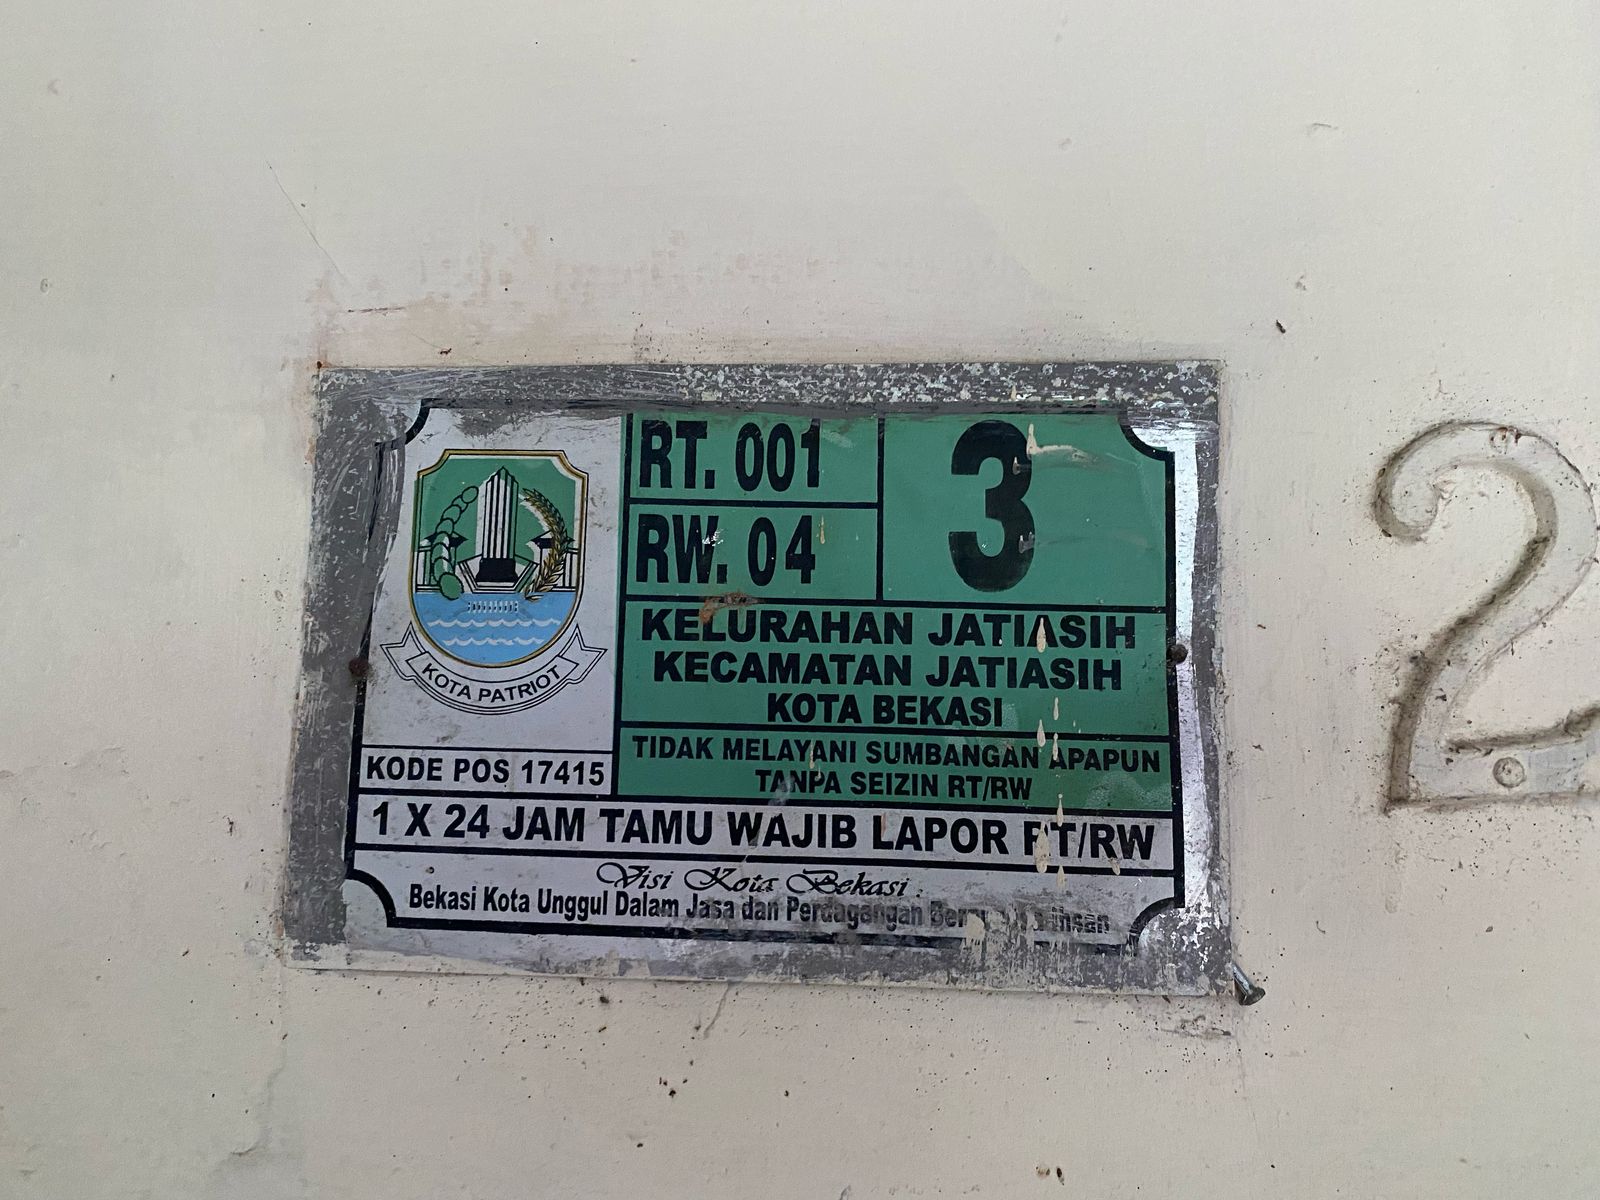 RT. 001
RW. 04
3
KELURAHAN JATIASIH
KECAMATAN JATIASIH
KOTA BEKASI
TIDAK MELAYANI SUMBANGAN APAPUN
TANPA SEIZIN RT/RW
KOTA PATRIOT
KODE POS 17415
1 X 24 JAM TAMU WAJIB LAPOR RT/RW
Visi Kota Bekasi :
Bekasi Kota Unggul Dalam Jasa dan Perdagangan Ihsan
2